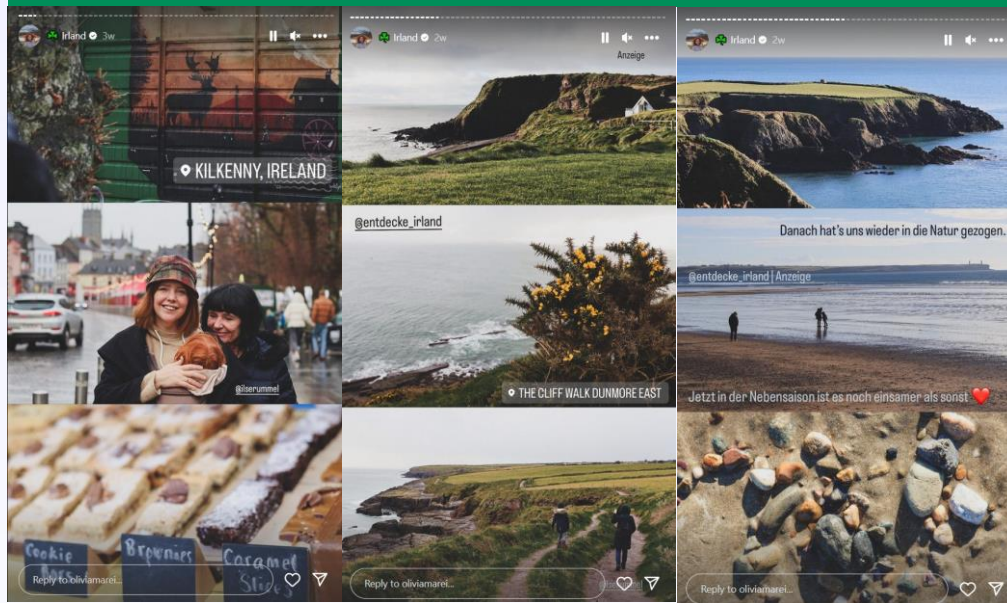 Irland 3w
KILKENNY, IRELAND
@ilserummel
Cookie
Bars
Brownies
Caramel
Slices
Reply to oliviamarei...
Irland 2w
Anzeige
@entdecke_irland
THE CLIFF WALK DUNMORE EAST
Reply to oliviamarei...
Irland 2w
Danach hat's uns wieder in die Natur gezogen.
@entdecke_irland | Anzeige
Jetzt in der Nebensaison ist es noch einsamer als sonst
Reply to oliviamarei...